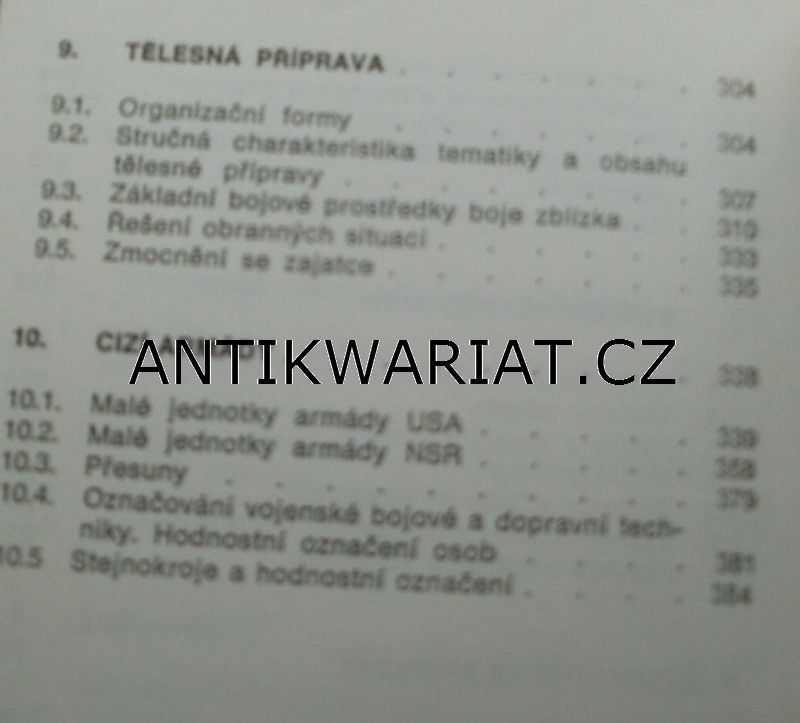 9. TĚLESNÁ PŘÍPRAVA . . . . . . . 304
9.1. Organizační formy . . . . . . . 304
9.2. Stručná charakteristika tematiky a obsahu
tělesné přípravy . . . . . . . 307
9.3. Základní bojové prostředky boje zblízka . . 310
9.4. Řešení obranných situací . . . . . . 333
9.5. Zmocnění se zajatce . . . . . . . 335
10. CIZÍ ARMÁDY . . . . . . . 338
ANTIKWARIAT.CZ
10.1. Malé jednotky armády USA . . . . . 339
10.2. Malé jednotky armády NSR . . . . . 358
10.3. Přesuny . . . . . . . . . . 379
10.4. Označování vojenské bojové a dopravní tech-
niky. Hodnostní označení osob . . . . 381
10.5 Stejnokroje a hodnostní označení . . . . 384